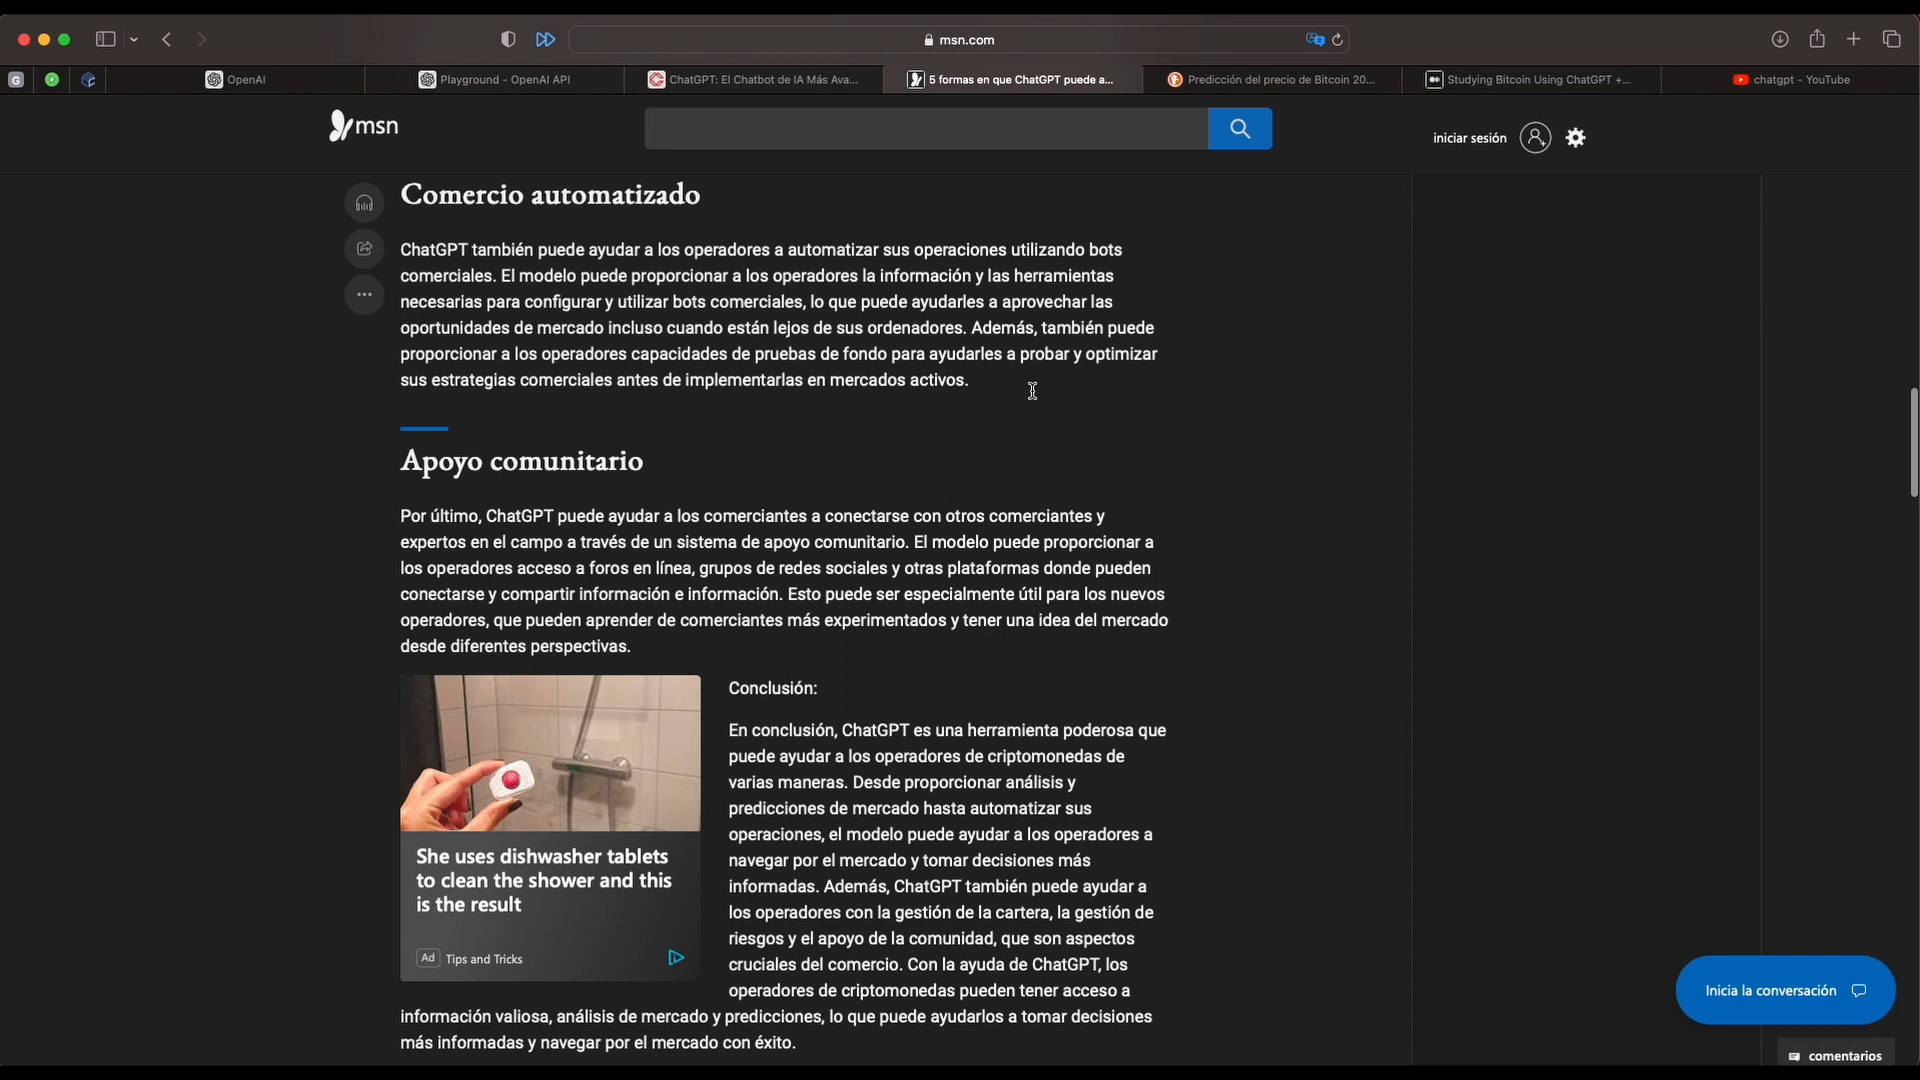 msn.com
G
OpenAI
Playground - OpenAI API
ChatGPT: El Chatbot de IA Más Ava...
5 formas en que ChatGPT puede a...
Predicción del precio de Bitcoin 20...
Studying Bitcoin Using ChatGPT +...
chatgpt - YouTube
msn
iniciar sesión
Comercio automatizado
ChatGPT también puede ayudar a los operadores a automatizar sus operaciones utilizando bots
comerciales. El modelo puede proporcionar a los operadores la información y las herramientas
necesarias para configurar y utilizar bots comerciales, lo que puede ayudarles a aprovechar las
oportunidades de mercado incluso cuando están lejos de sus ordenadores. Además, también puede
proporcionar a los operadores capacidades de pruebas de fondo para ayudarles a probar y optimizar
sus estrategias comerciales antes de implementarlas en mercados activos.
Apoyo comunitario
Por último, ChatGPT puede ayudar a los comerciantes a conectarse con otros comerciantes y
expertos en el campo a través de un sistema de apoyo comunitario. El modelo puede proporcionar a
los operadores acceso a foros en línea, grupos de redes sociales y otras plataformas donde pueden
conectarse y compartir información e información. Esto puede ser especialmente útil para los nuevos
operadores, que pueden aprender de comerciantes más experimentados y tener una idea del mercado
desde diferentes perspectivas.
She uses dishwasher tablets
to clean the shower and this
is the result
Ad Tips and Tricks
Conclusión:
En conclusión, ChatGPT es una herramienta poderosa que
puede ayudar a los operadores de criptomonedas de
varias maneras. Desde proporcionar análisis y
predicciones de mercado hasta automatizar sus
operaciones, el modelo puede ayudar a los operadores a
navegar por el mercado y tomar decisiones más
informadas. Además, ChatGPT también puede ayudar a
los operadores con la gestión de la cartera, la gestión de
riesgos y el apoyo de la comunidad, que son aspectos
cruciales del comercio. Con la ayuda de ChatGPT, los
operadores de criptomonedas pueden tener acceso a
información valiosa, análisis de mercado y predicciones, lo que puede ayudarlos a tomar decisiones
más informadas y navegar por el mercado con éxito.
Inicia la conversación
comentarios